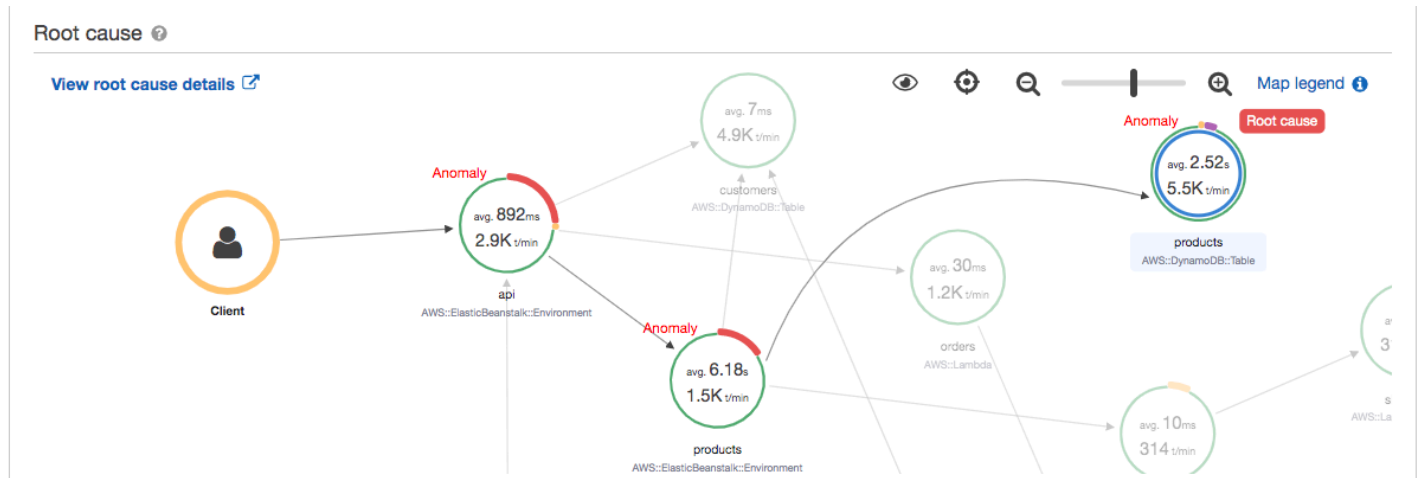 Root cause ?
View root cause details
Map legend i
avg. 7ms
4.9K t/min
customers
AWS::DynamoDB::Table
Anomaly
Root cause
avg. 2.52s
5.5K t/min
products
AWS::DynamoDB::Table
Anomaly
avg. 892ms
2.9K t/min
api
AWS::ElasticBeanstalk::Environment
Client
avg. 30ms
1.2K t/min
orders
AWS::Lambda
Anomaly
avg. 6.18s
1.5K t/min
products
AWS::ElasticBeanstalk::Environment
avg. 10ms
314 t/min